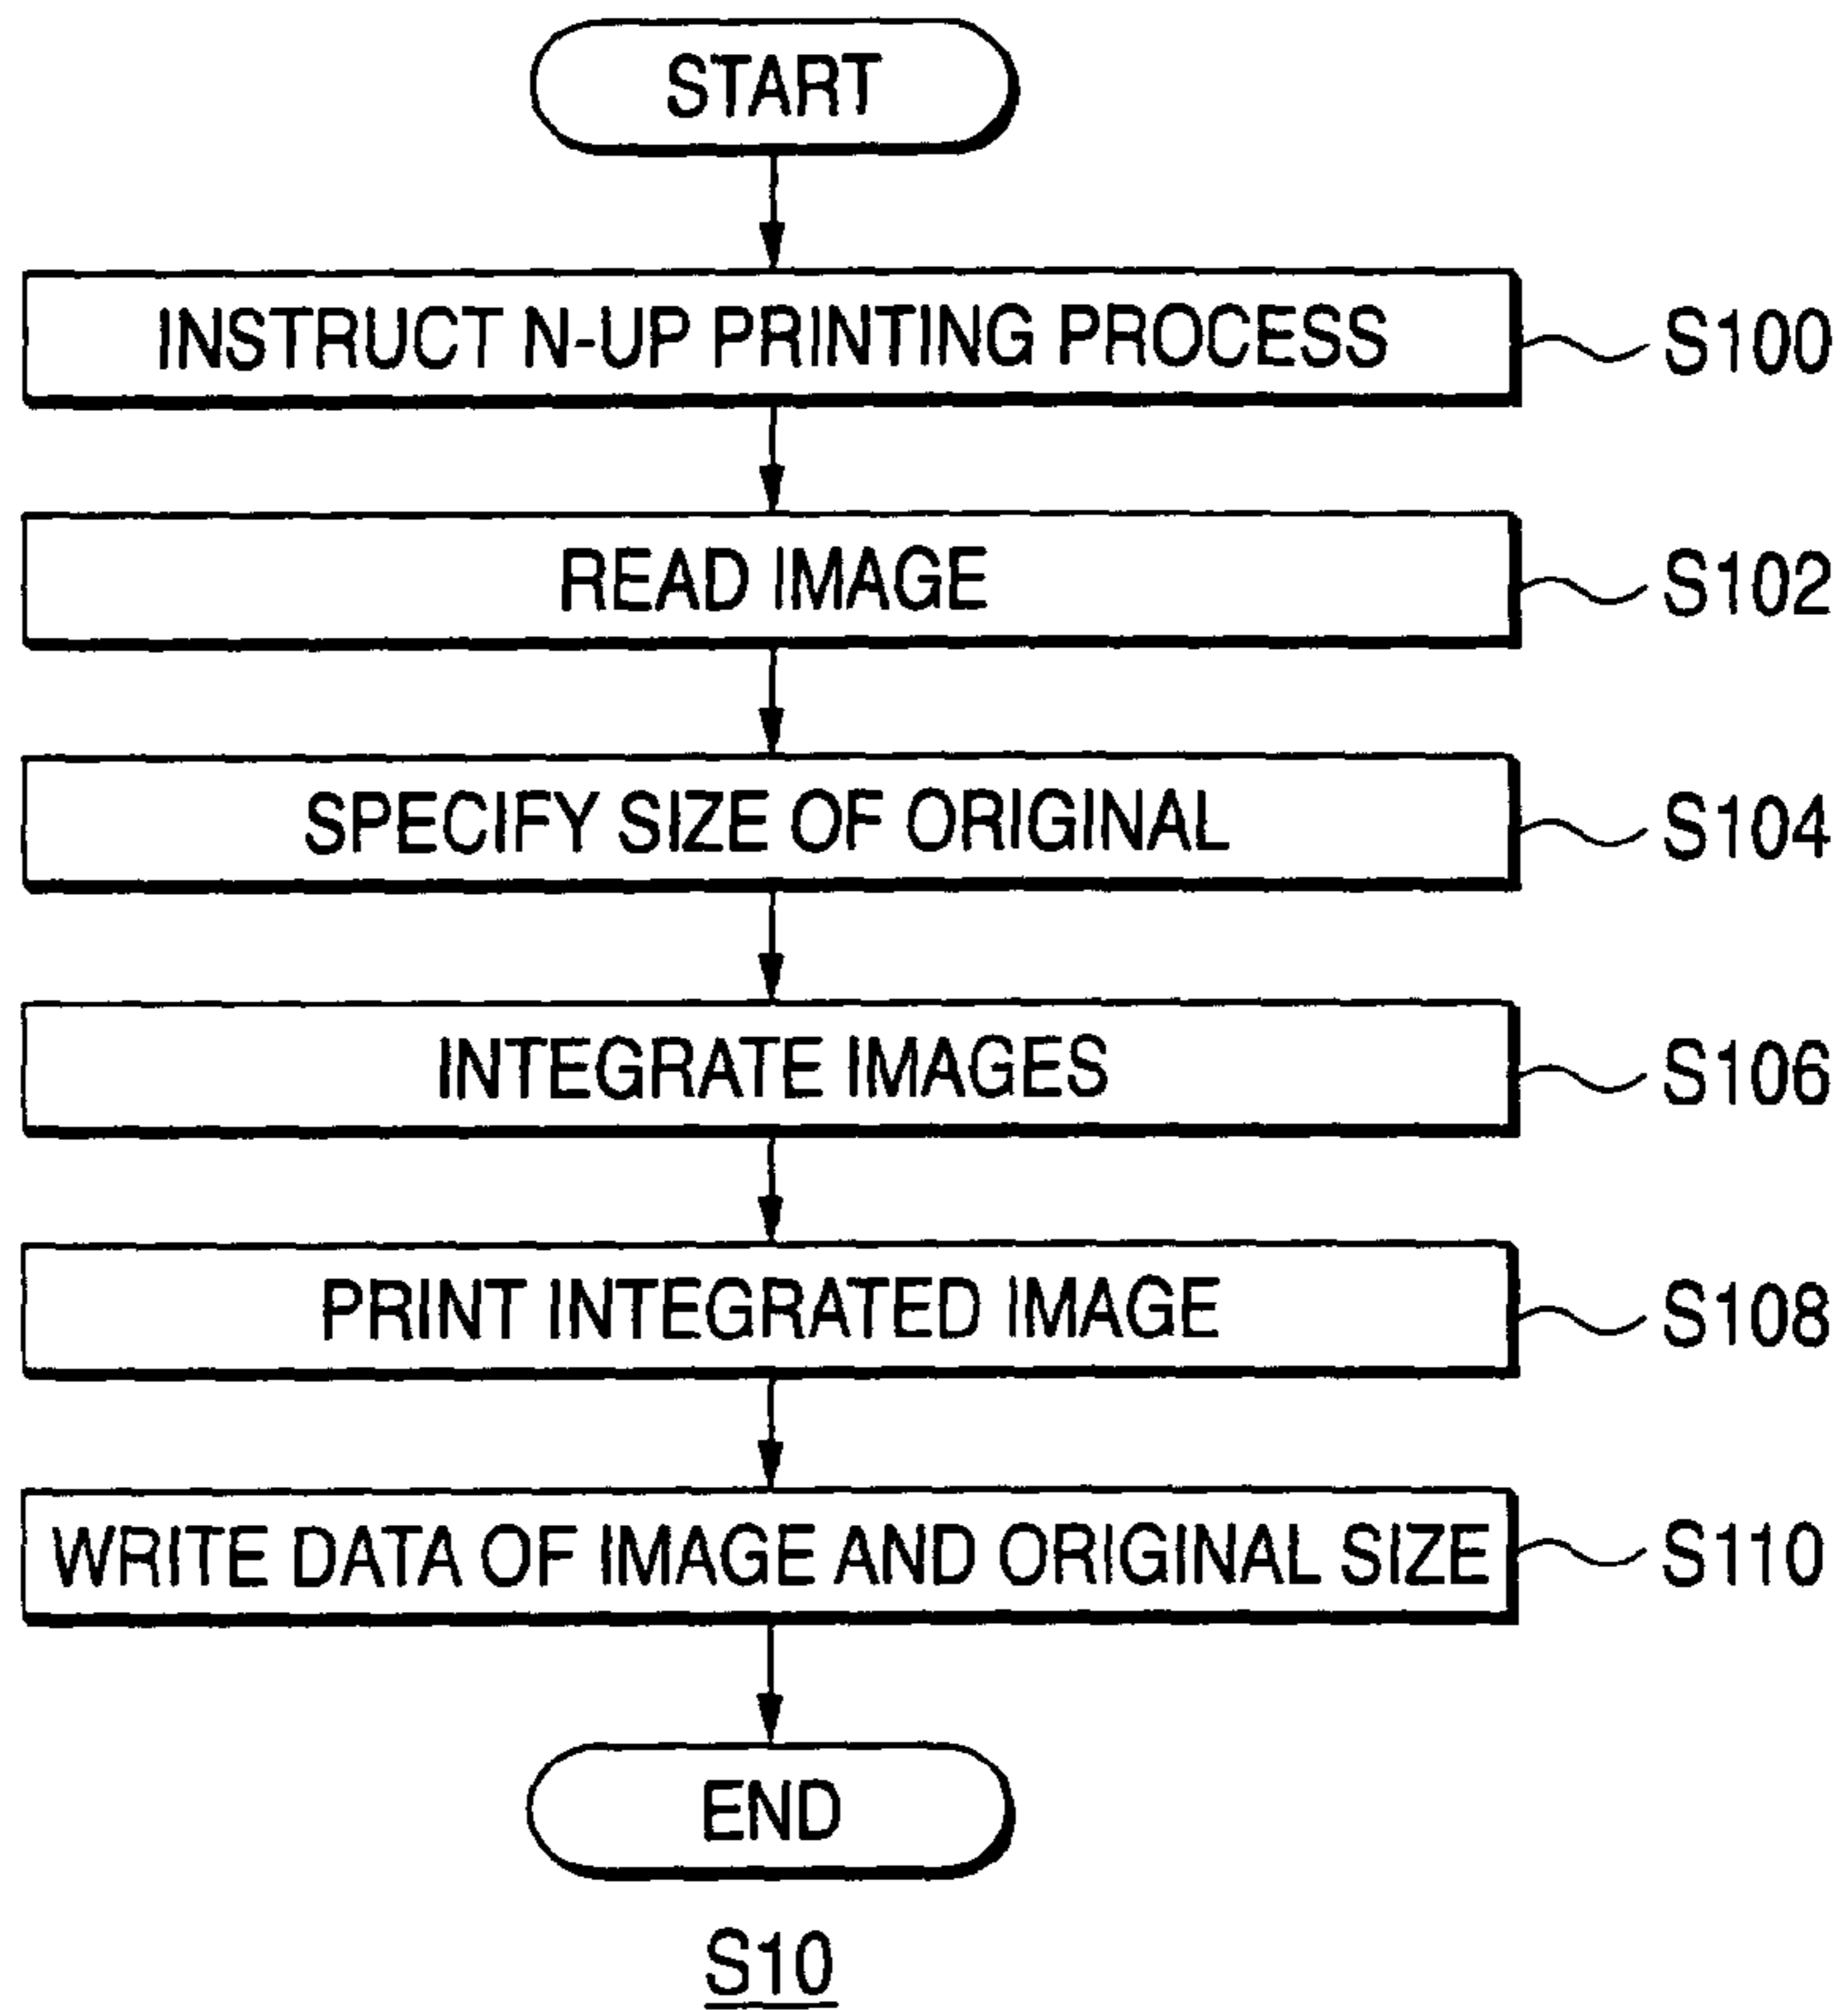 START
INSTRUCT N-UP PRINTING PROCESS S100
READ IMAGE S102
SPECIFY SIZE OF ORIGINAL S104
INTEGRATE IMAGES S106
PRINT INTEGRATED IMAGE S108
WRITE DATA OF IMAGE AND ORIGINAL SIZE S110
END
S10